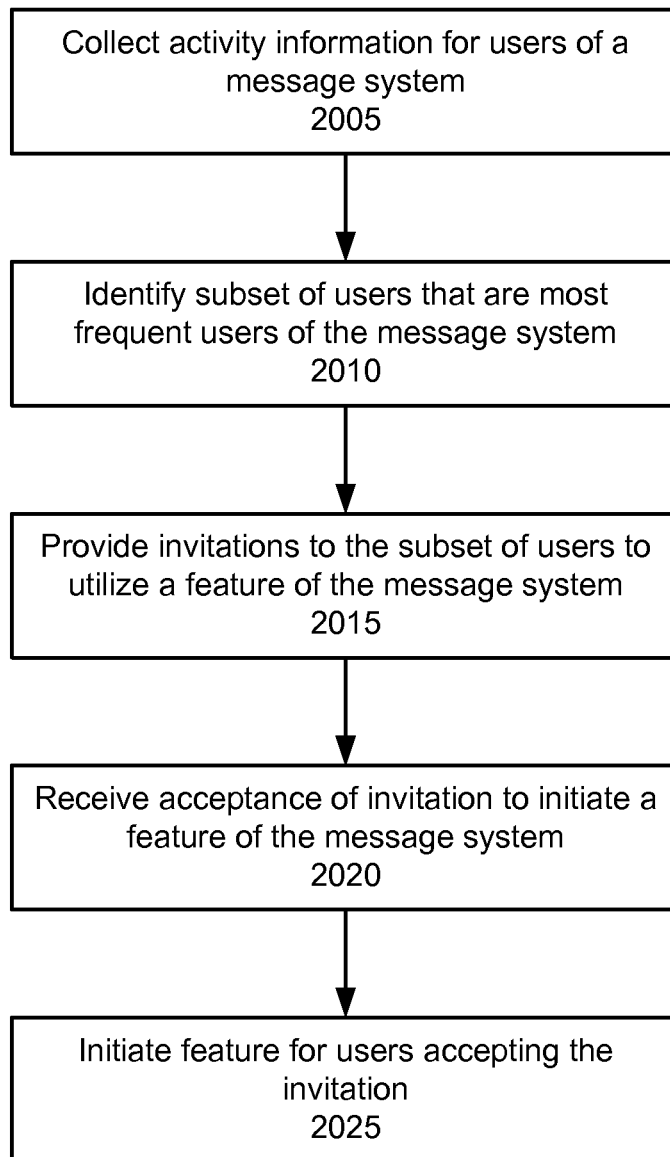 Collect activity information for users of a
message system
2005
Identify subset of users that are most
frequent users of the message system
2010
Provide invitations to the subset of users to
utilize a feature of the message system
2015
Receive acceptance of invitation to initiate a
feature of the message system
2020
Initiate feature for users accepting the
invitation
2025